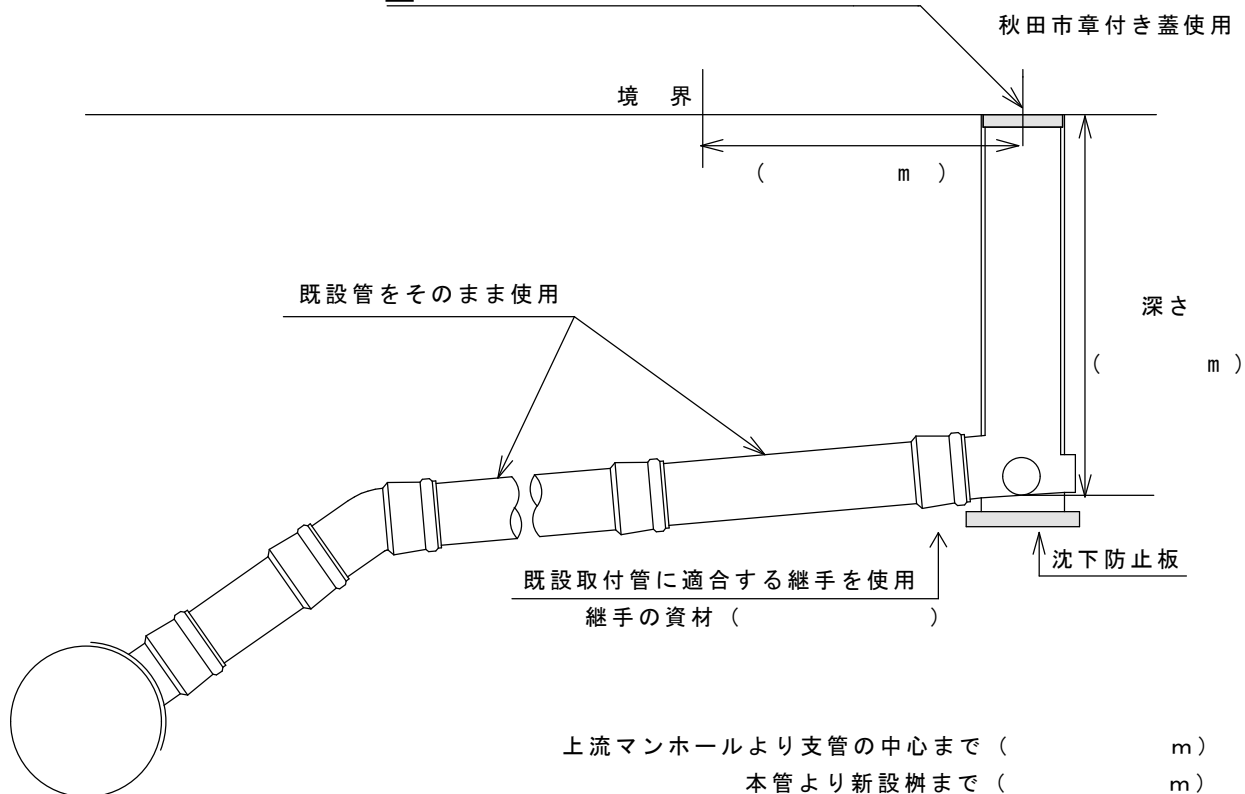 秋田市章付き蓋使用
境 界
( m )
既設管をそのまま使用
深さ
( m )
沈下防止板
既設取付管に適合する継手を使用
継手の資材 ( )
上流マンホールより支管の中心まで ( m)
本管より新設桝まで ( m)